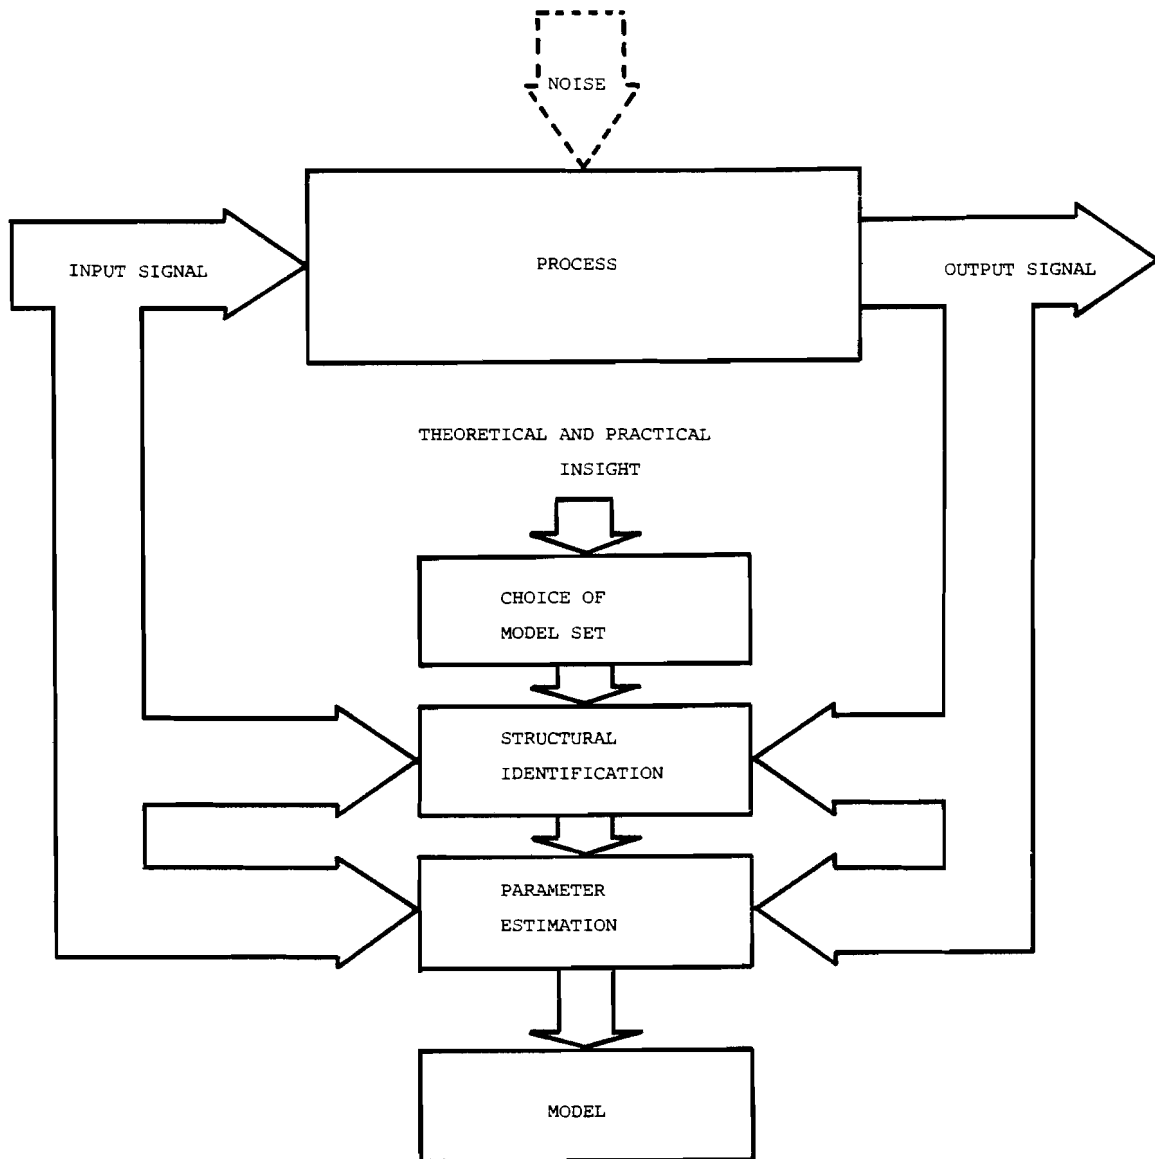 NOISE
INPUT SIGNAL
PROCESS
OUTPUT SIGNAL
THEORETICAL AND PRACTICAL
INSIGHT
CHOICE OF
MODEL SET
STRUCTURAL
IDENTIFICATION
PARAMETER
ESTIMATION
MODEL